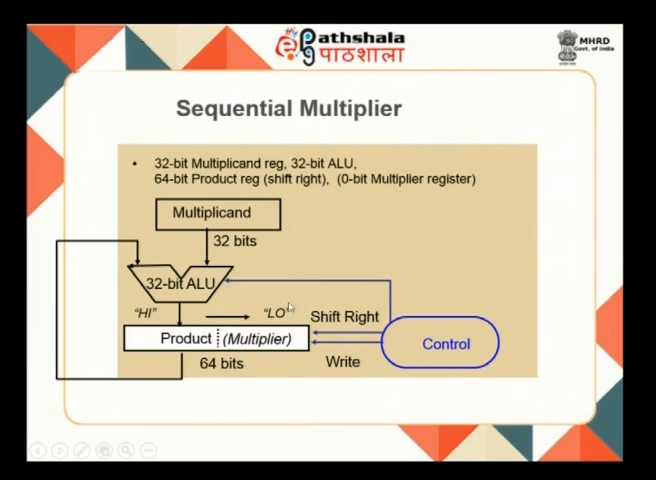 epathshala
पाठशाला
MHRD
Govt. of India
Sequential Multiplier
• 32-bit Multiplicand reg, 32-bit ALU,
64-bit Product reg (shift right), (0-bit Multiplier register)
Multiplicand
32 bits
32-bit ALU
“HI”
“LO”
Shift Right
Product (Multiplier)
Control
64 bits
Write